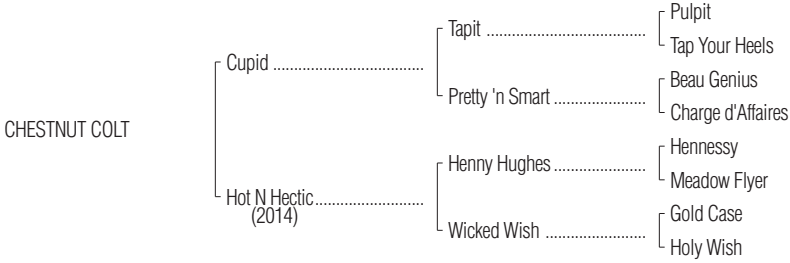 Pulpit
Tapit ....................................
Tap Your Heels
Cupid ..................................
Beau Genius
Pretty 'n Smart .....................
Charge d'Affaires
CHESTNUT COLT
Hennessy
Henny Hughes .....................
Meadow Flyer
Hot N Hectic ........................
(2014)
Gold Case
Wicked Wish .......................
Holy Wish